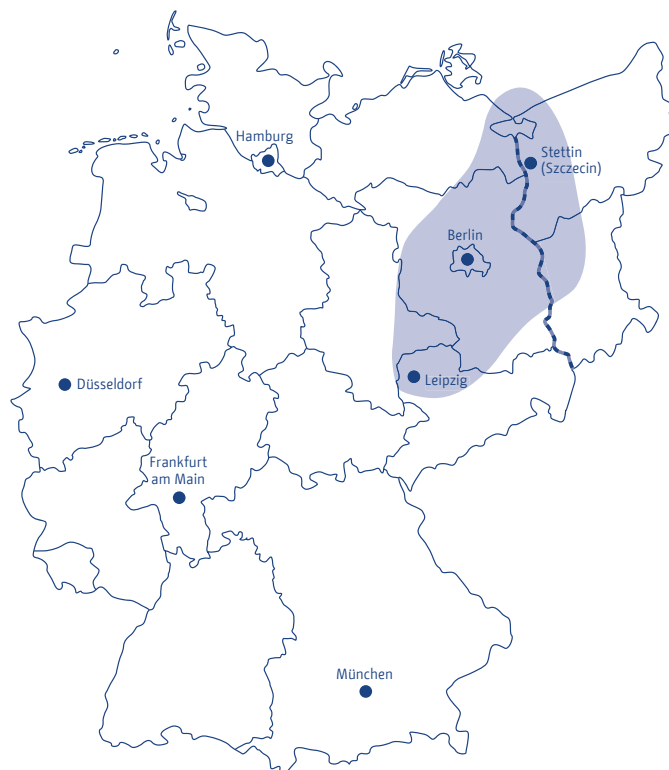 Hamburg
Stettin
(Szczecin)
Berlin
Düsseldorf
Leipzig
Frankfurt
am Main
München